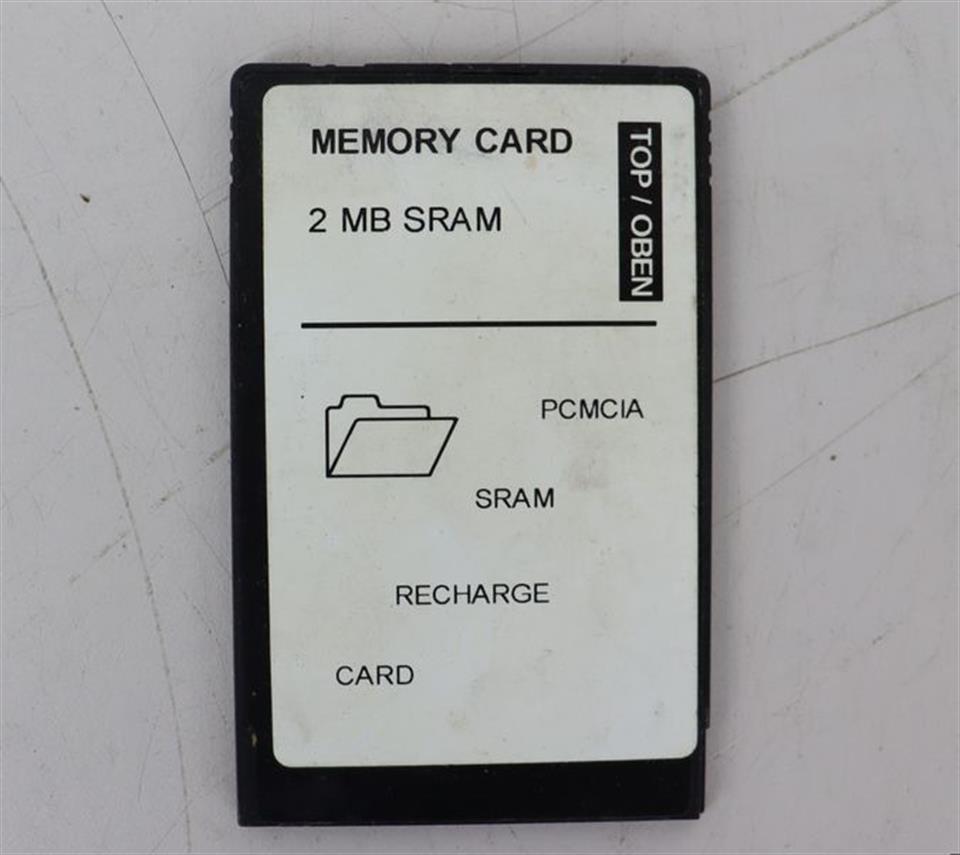 MEMORY CARD
2 MB SRAM
TOP / OBEN
PCMCIA
SRAM
RECHARGE
CARD